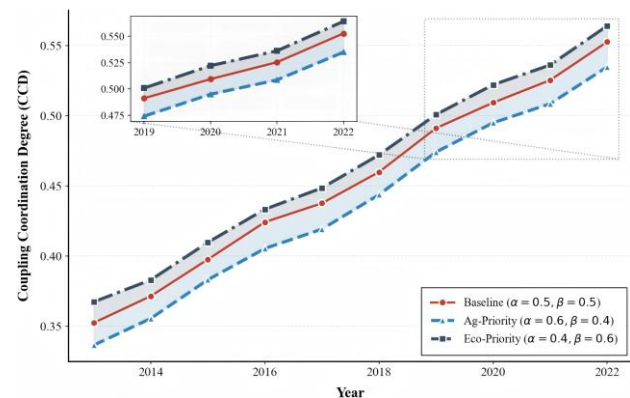 0.550
0.525
0.500
0.475
2019 2020 2021 2022
0.55
0.50
0.45
0.40
0.35
Coupling Coordination Degree (CCD)
Baseline (α = 0.5, β = 0.5)
Ag-Priority (α = 0.6, β = 0.4)
Eco-Priority (α = 0.4, β = 0.6)
2014 2016 2018 2020 2022
Year